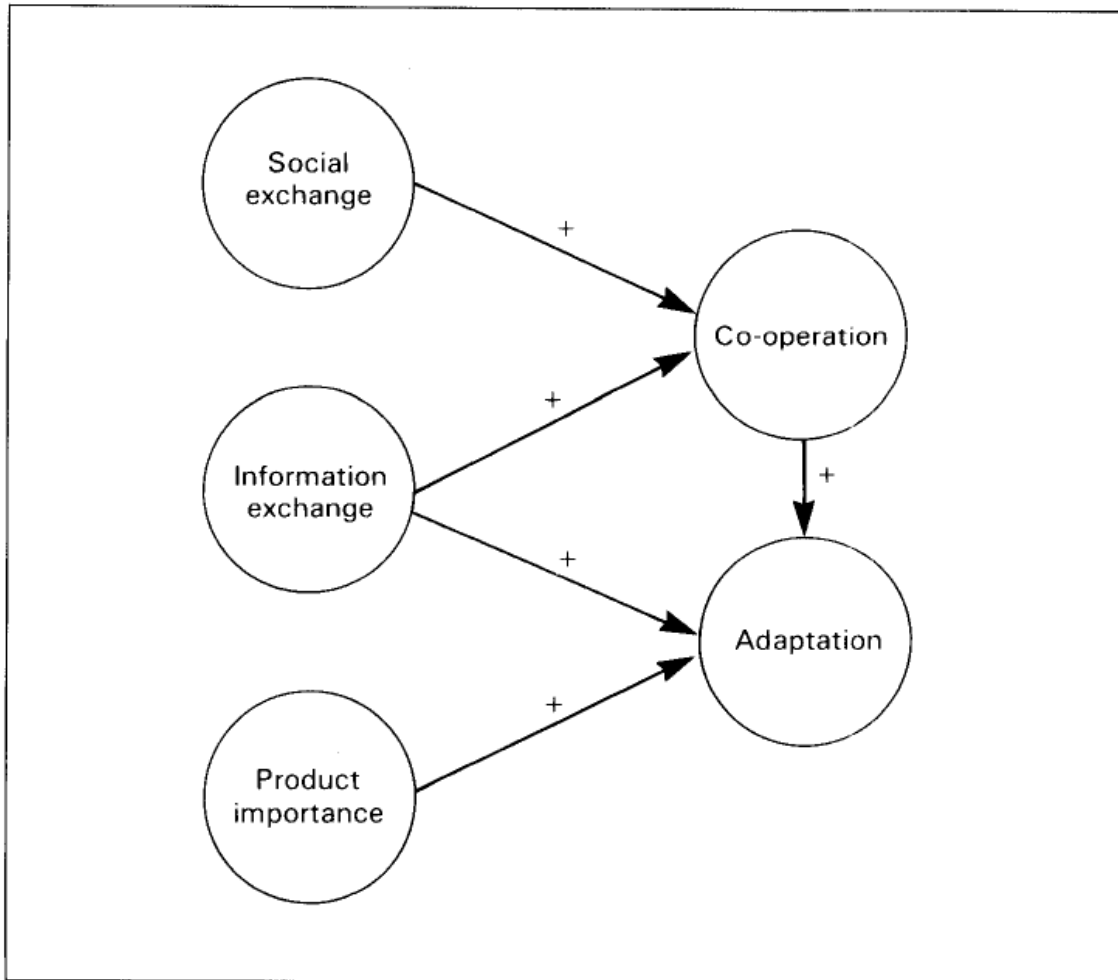 Social
exchange
+
Co-operation
+
Information
exchange
+
+
Adaptation
+
Product
importance